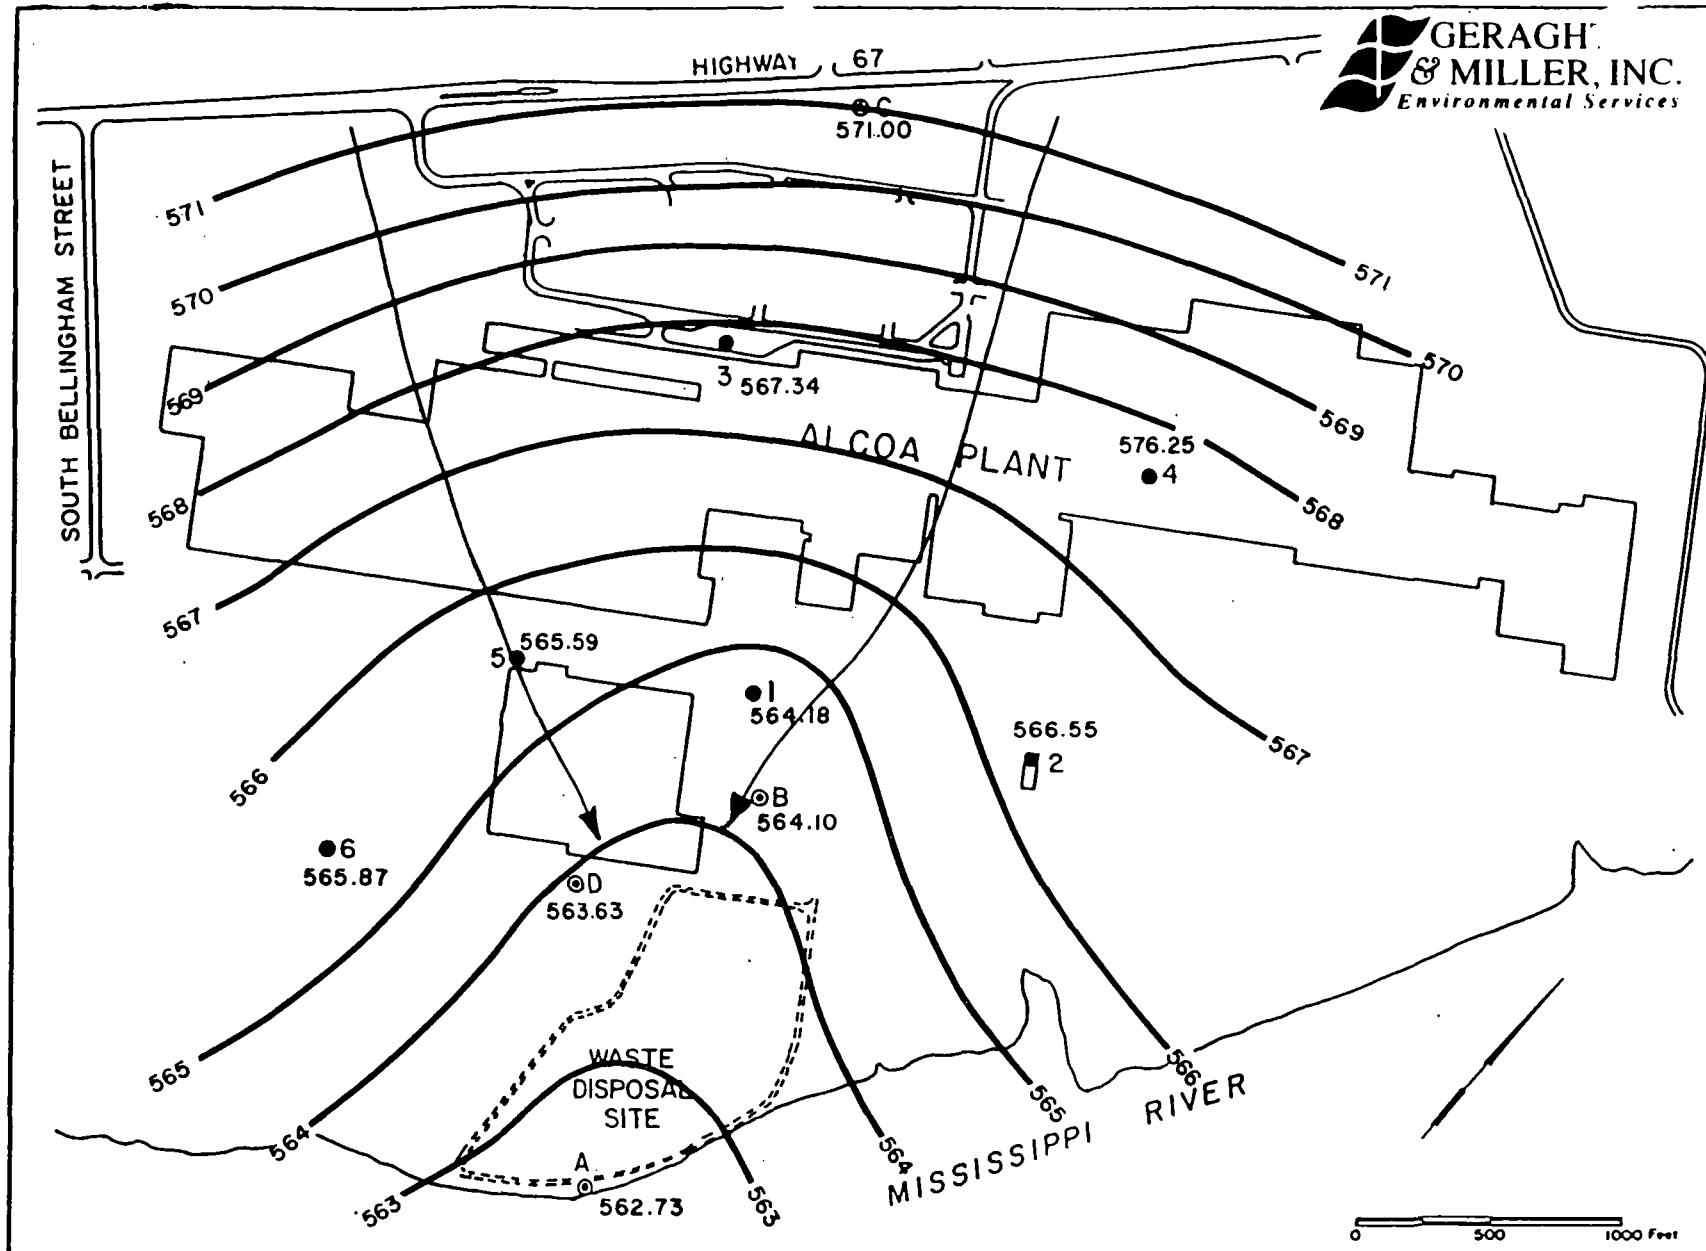 HIGHWAY 67
GERAGH
& MILLER, INC.
Environmental Services
C
571.00
SOUTH BELLINGHAM STREET
571
571
570
570
569
569
568
568
567
567
566
566
565
565
564
564
563
563
3 567.34
ALCOA PLANT
576.25
4
5 565.59
1
564.18
566.55
2
B
564.10
6
565.87
D
563.63
WASTE
DISPOSAL
SITE
A
562.73
MISSISSIPPI RIVER
0 500 1000 Feet